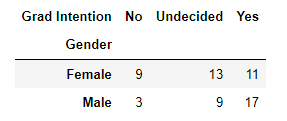 Grad Intention No Undecided Yes
Gender
Female 9 13 11
Male 3 9 17